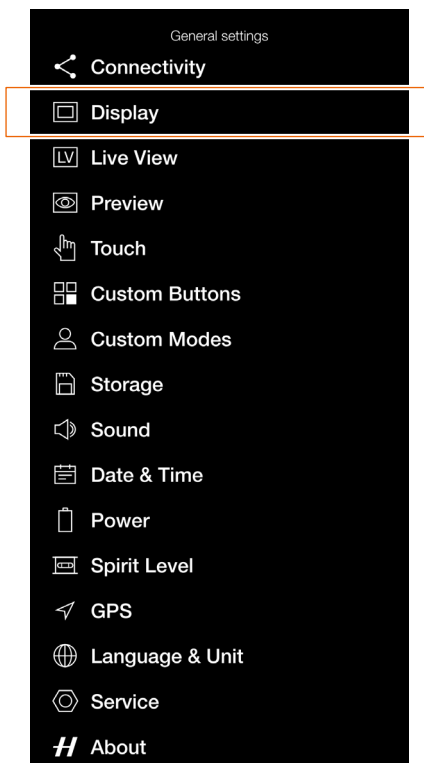 General settings
Connectivity
Display
LV Live View
Preview
Touch
Custom Buttons
Custom Modes
Storage
Sound
Date & Time
Power
Spirit Level
GPS
Language & Unit
Service
H About